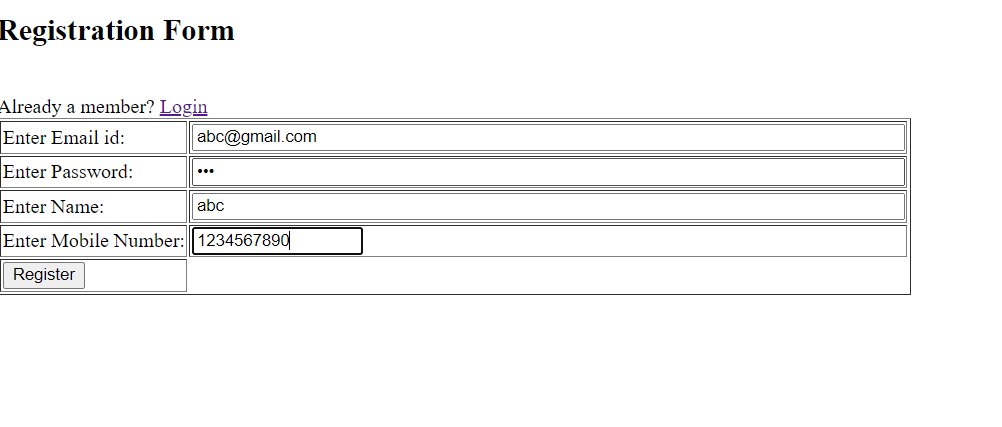 Registration Form
Already a member? Login
Enter Email id: abc@gmail.com
Enter Password: •••
Enter Name: abc
Enter Mobile Number: 1234567890
Register